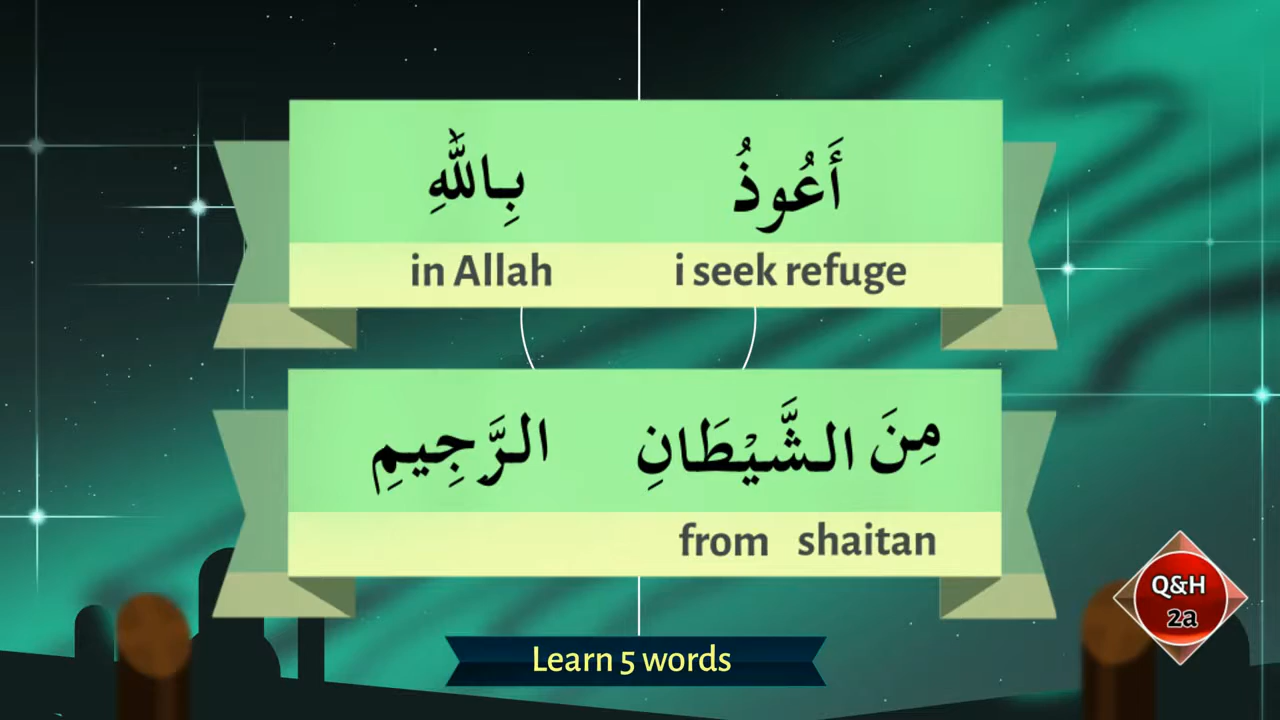 أَعُوذُ بِاللّٰهِ
i seek refuge in Allah
مِنَ الشَّيْطَانِ الرَّجِيمِ
from shaitan
Learn 5 words
Q&H
2a